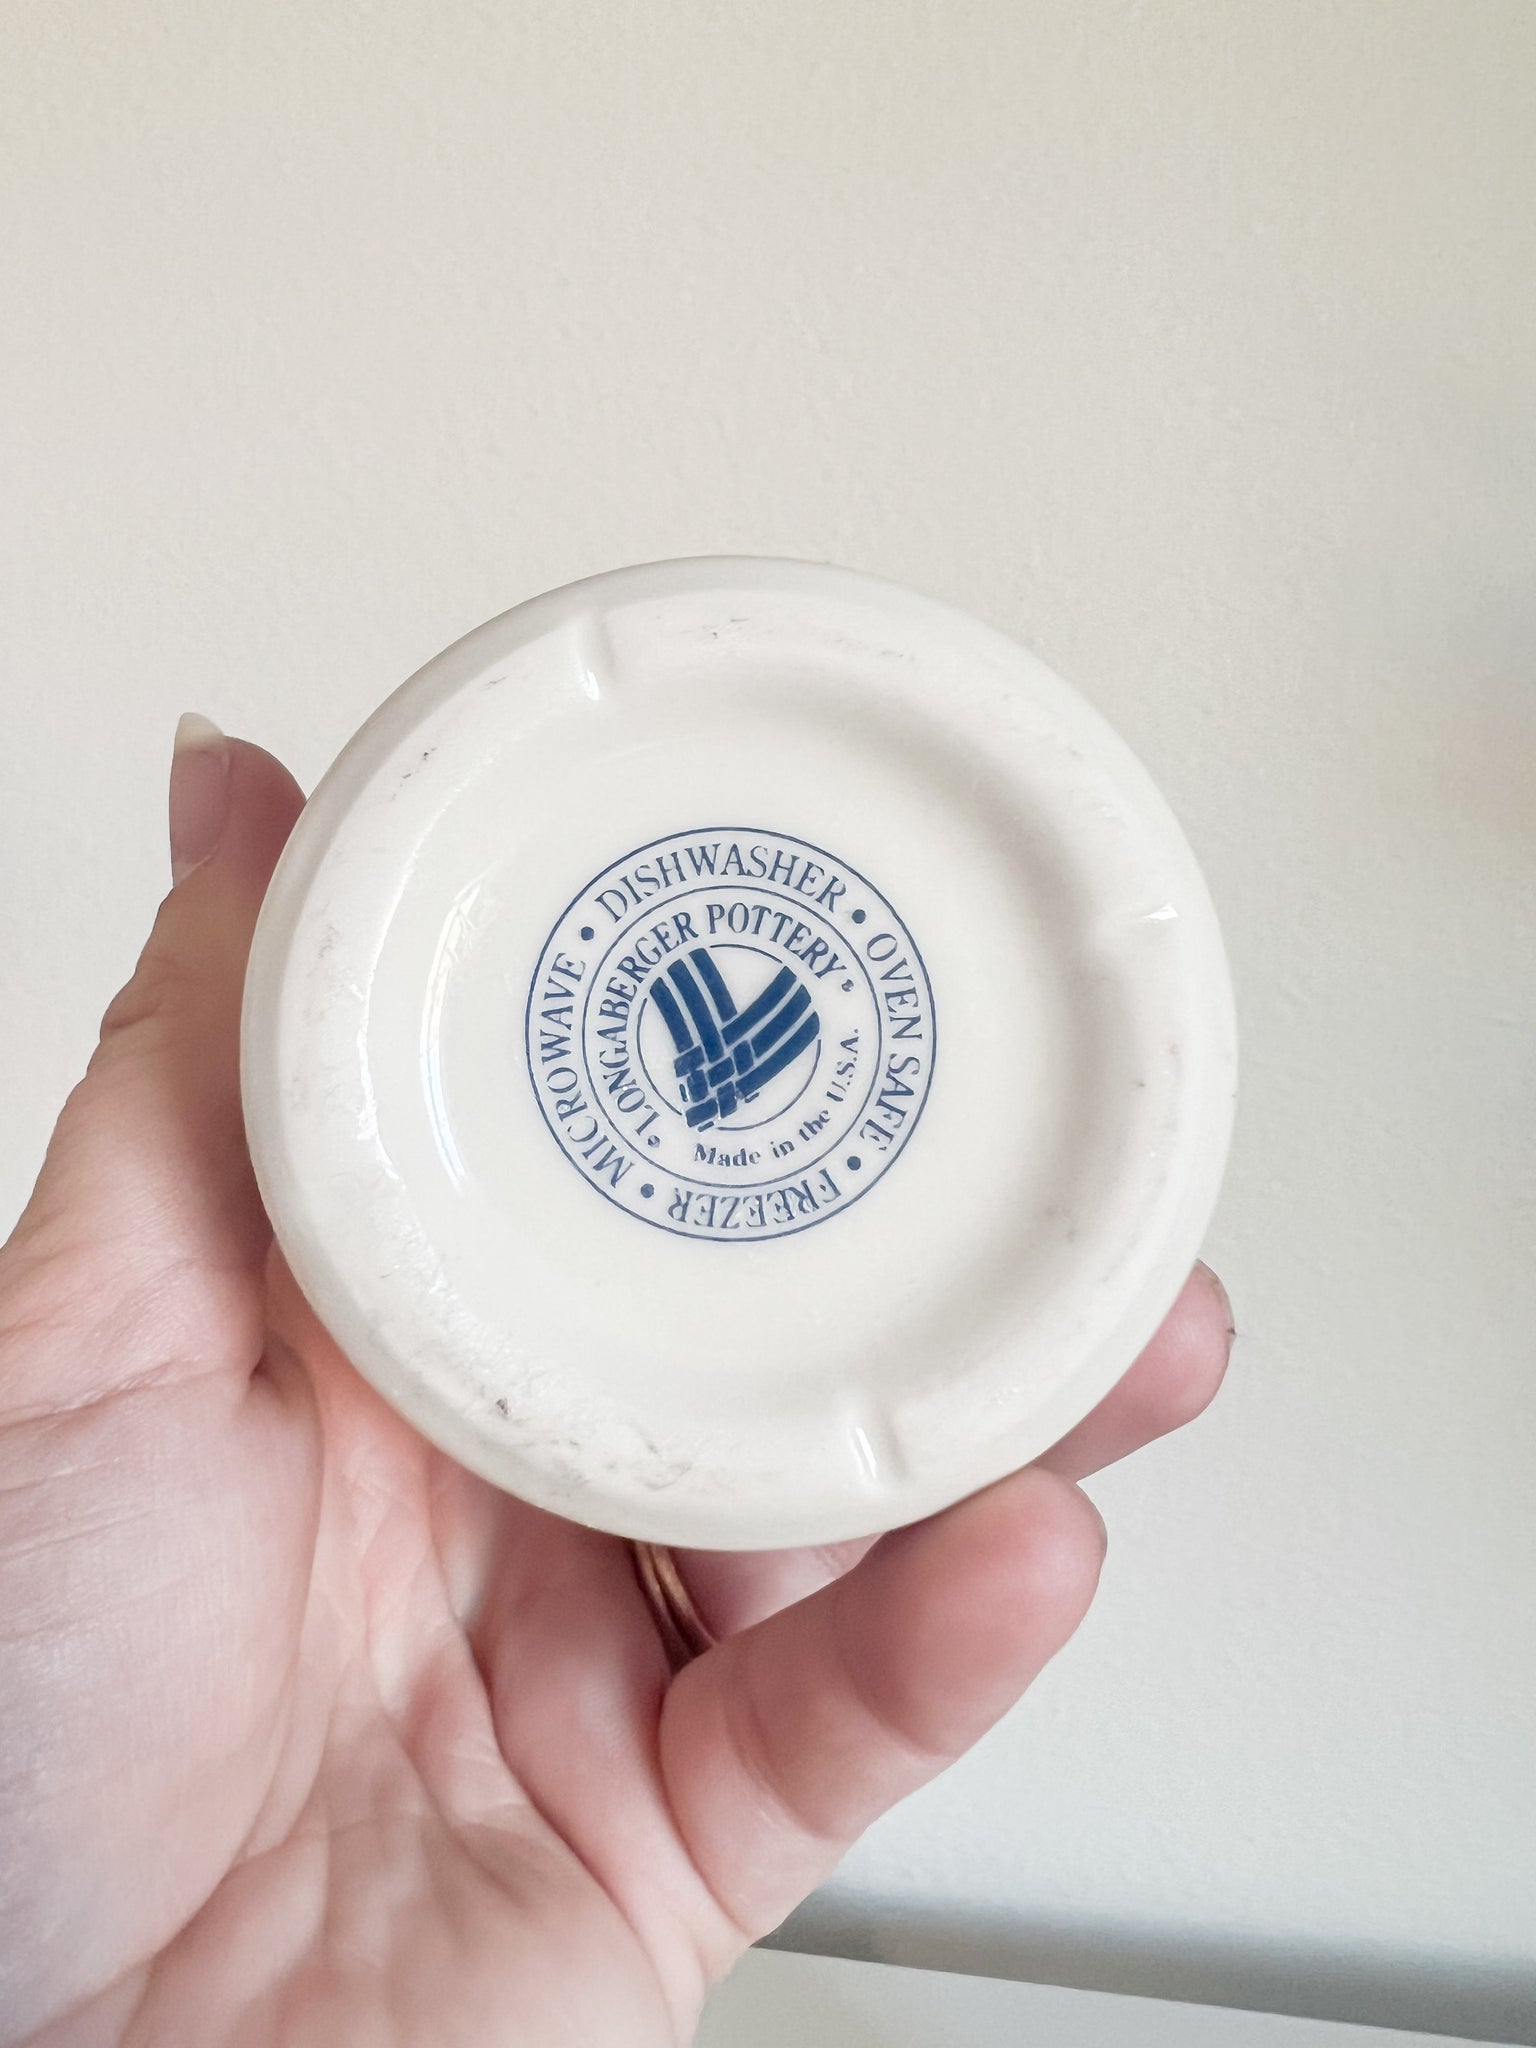 MICROWAVE • DISHWASHER • OVEN SAFE • FREEZER •
• LONGABERGER POTTERY®
Made in the U.S.A.